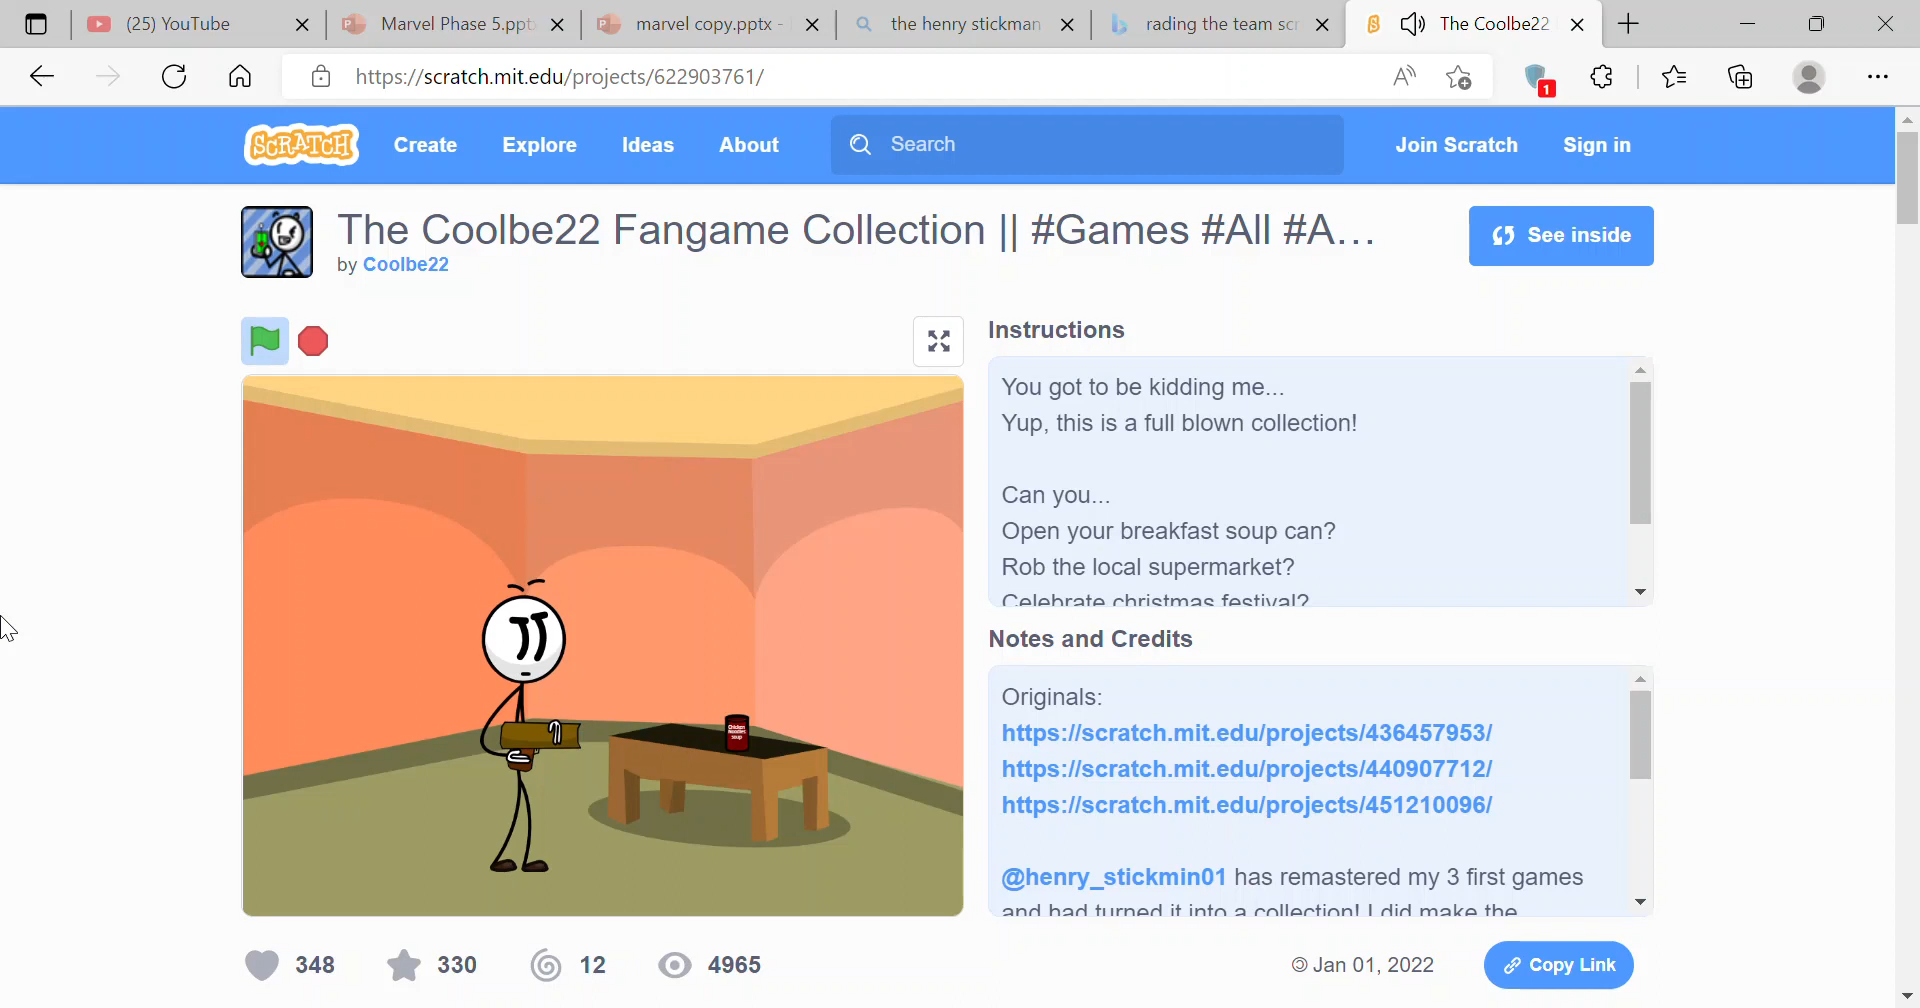 (25) YouTube
Marvel Phase 5.ppt
marvel copy.pptx -
the henry stickman
rading the team scr
The Coolbe22
https://scratch.mit.edu/projects/622903761/
A
1
SCRATCH
Create
Explore
Ideas
About
Search
Join Scratch
Sign in
The Coolbe22 Fangame Collection || #Games #All #A...
by Coolbe22
See inside
Instructions
You got to be kidding me...
Yup, this is a full blown collection!
Can you...
Open your breakfast soup can?
Rob the local supermarket?
Celebrate christmas festival?
Chicken
Noodles
soup
Notes and Credits
Originals:
https://scratch.mit.edu/projects/436457953/
https://scratch.mit.edu/projects/440907712/
https://scratch.mit.edu/projects/451210096/
@henry_stickmin01 has remastered my 3 first games
and had turned it into a collection! I did make the
348
330
12
4965
© Jan 01, 2022
Copy Link